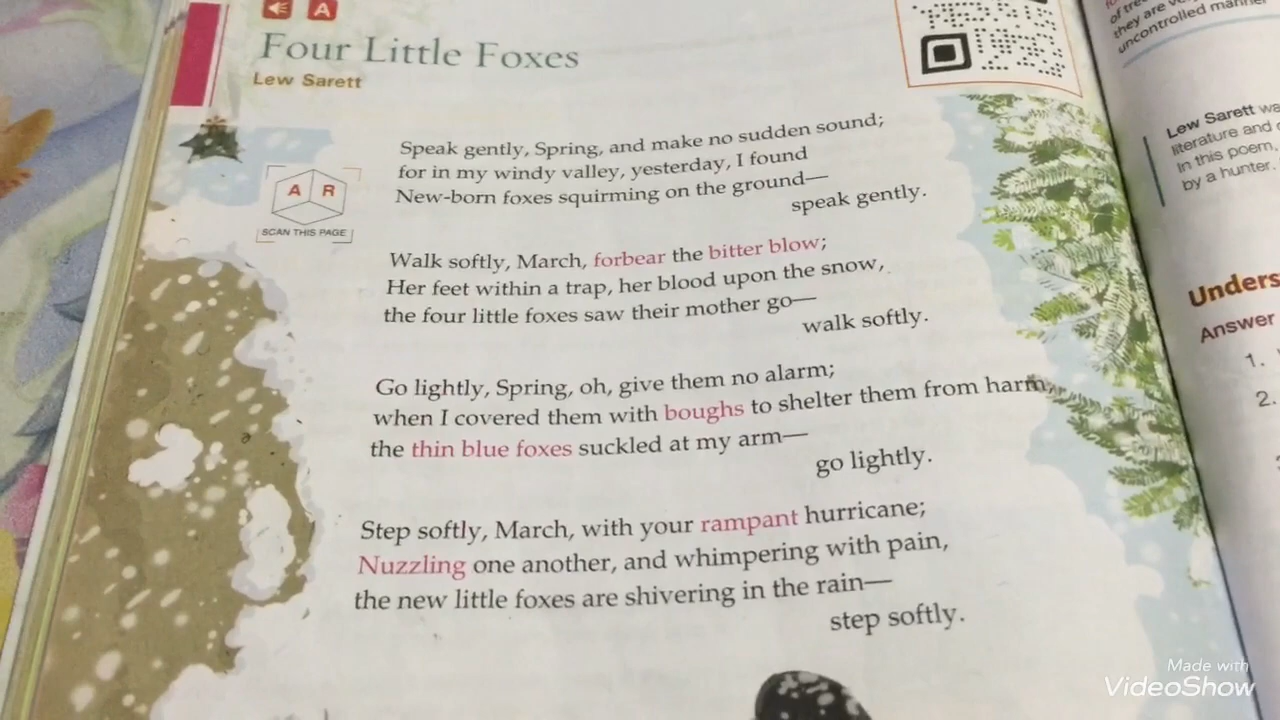 A
Four Little Foxes
Lew Sarett
A R
SCAN THIS PAGE
Speak gently, Spring, and make no sudden sound;
for in my windy valley, yesterday, I found
New-born foxes squirming on the ground—
speak gently.
Walk softly, March, forbear the bitter blow;
Her feet within a trap, her blood upon the snow,
the four little foxes saw their mother go—
walk softly.
Go lightly, Spring, oh, give them no alarm;
when I covered them with boughs to shelter them from harm,
the thin blue foxes suckled at my arm—
go lightly.
Step softly, March, with your rampant hurricane;
Nuzzling one another, and whimpering with pain,
the new little foxes are shivering in the rain—
step softly.
of
they are
uncontrolled
Lew Sarett
literature and
In this poem,
by a hunter.
Answer
1.
2.
Made with
VideoShow